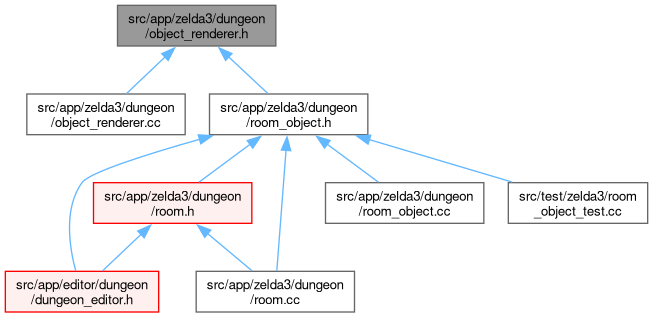 src/app/zelda3/dungeon
/object_renderer.h
src/app/zelda3/dungeon
/object_renderer.cc
src/app/zelda3/dungeon
/room_object.h
src/app/zelda3/dungeon
/room.h
src/app/zelda3/dungeon
/room_object.cc
src/test/zelda3/room
_object_test.cc
src/app/editor/dungeon
/dungeon_editor.h
src/app/zelda3/dungeon
/room.cc